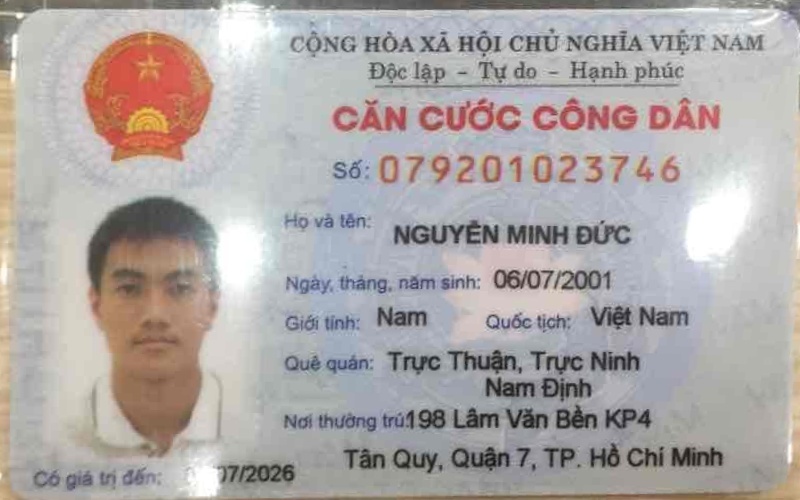 CỘNG HÒA XÃ HỘI CHỦ NGHĨA VIỆT NAM
Độc lập - Tự do - Hạnh phúc
CĂN CƯỚC CÔNG DÂN
Số: 079201023746
Họ và tên: NGUYỄN MINH ĐỨC
Ngày, tháng, năm sinh: 06/07/2001
Giới tính: Nam Quốc tịch: Việt Nam
Quê quán: Trực Thuận, Trực Ninh
Nam Định
Nơi thường trú: 198 Lâm Văn Bền KP4
Tân Quy, Quận 7, TP. Hồ Chí Minh
Có giá trị đến: /07/2026